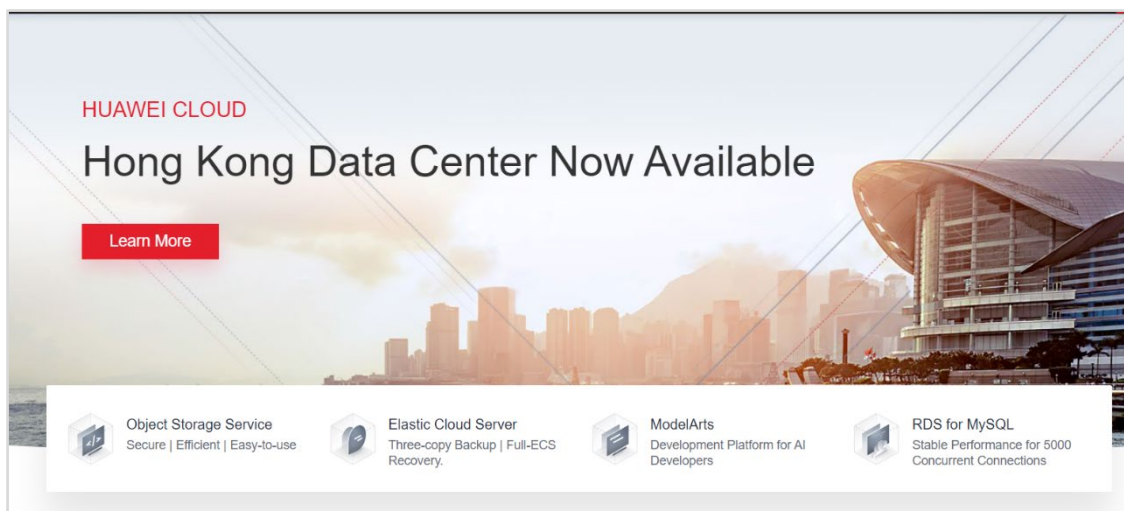 HUAWEI CLOUD
Hong Kong Data Center Now Available
Learn More
Object Storage Service
Secure | Efficient | Easy-to-use
Elastic Cloud Server
Three-copy Backup | Full-ECS
Recovery.
ModelArts
Development Platform for AI
Developers
RDS for MySQL
Stable Performance for 5000
Concurrent Connections